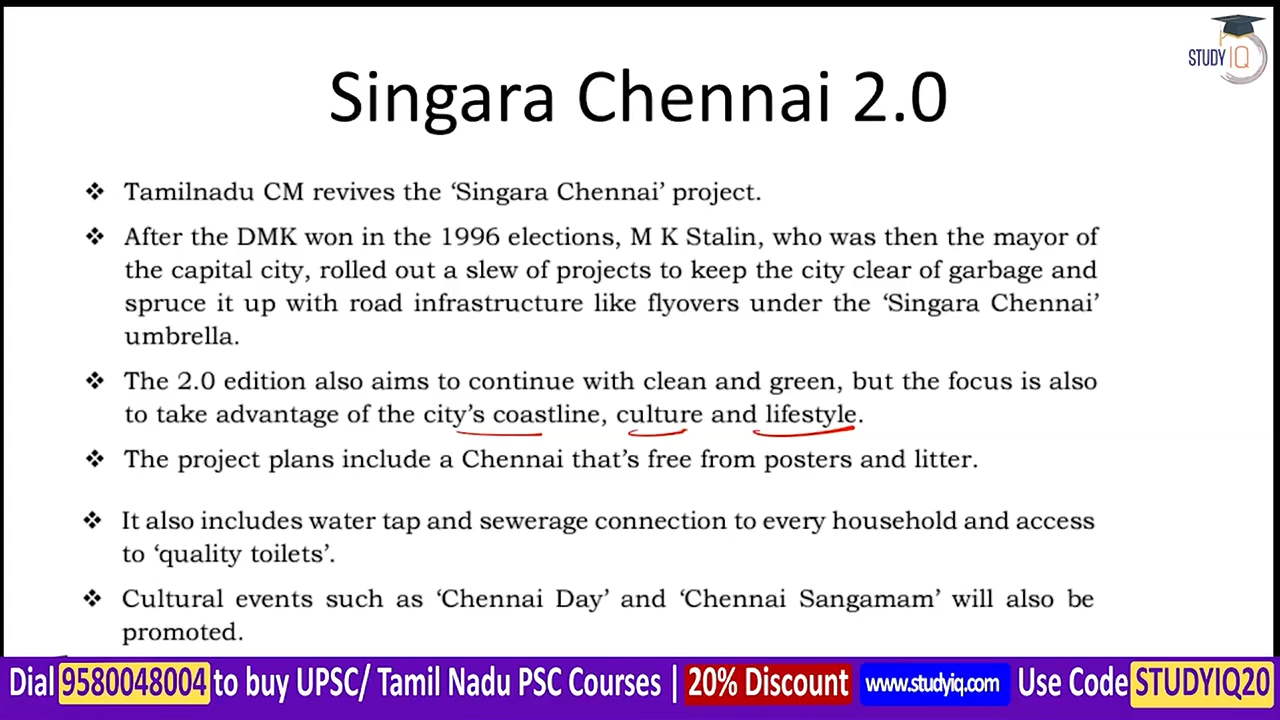 STUDY IQ
Singara Chennai 2.0
❖ Tamilnadu CM revives the ‘Singara Chennai’ project.
❖ After the DMK won in the 1996 elections, M K Stalin, who was then the mayor of
the capital city, rolled out a slew of projects to keep the city clear of garbage and
spruce it up with road infrastructure like flyovers under the ‘Singara Chennai’
umbrella.
❖ The 2.0 edition also aims to continue with clean and green, but the focus is also
to take advantage of the city’s coastline, culture and lifestyle.
❖ The project plans include a Chennai that’s free from posters and litter.
❖ It also includes water tap and sewerage connection to every household and access
to ‘quality toilets’.
❖ Cultural events such as ‘Chennai Day’ and ‘Chennai Sangamam’ will also be
promoted.
Dial 9580048004 to buy UPSC/ Tamil Nadu PSC Courses | 20% Discount www.studyiq.com Use Code STUDYIQ20